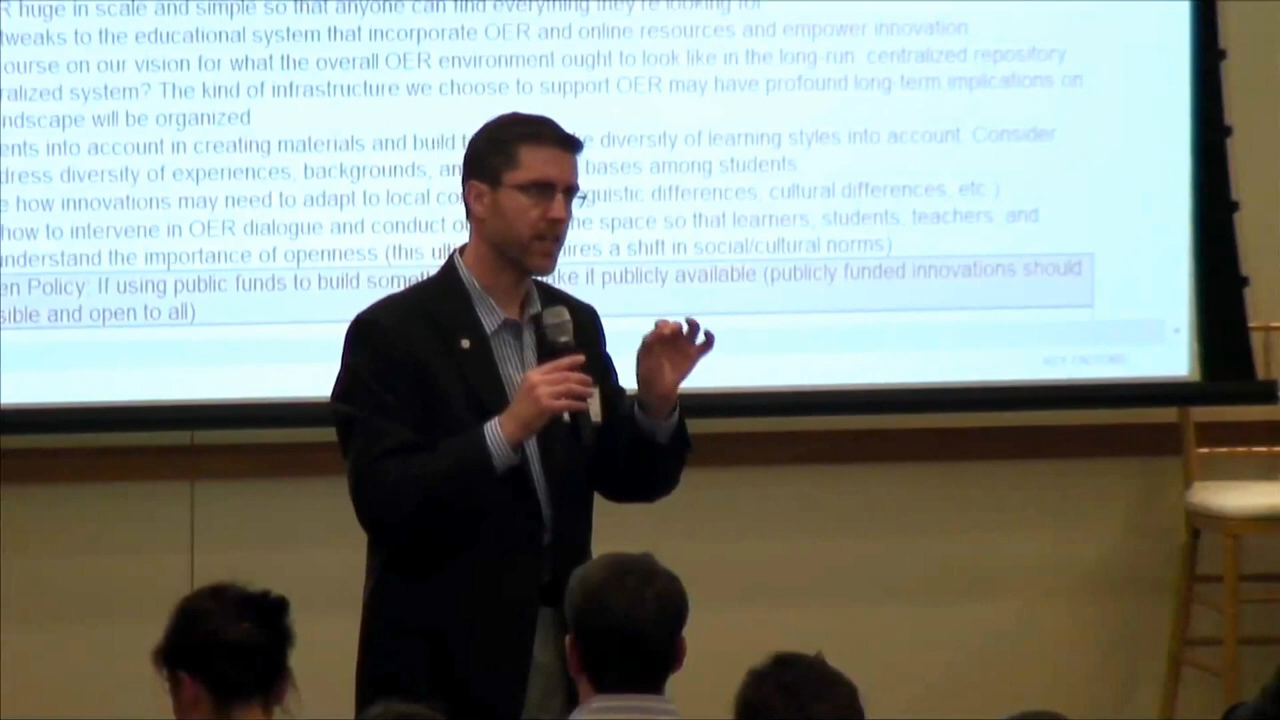 R huge in scale and simple so that anyone can find everything they're looking for
tweaks to the educational system that incorporate OER and online resources and empower innovation
ourse on our vision for what the overall OER environment ought to look like in the long-run: centralized repository
ralized system? The kind of infrastructure we choose to support OER may have profound long-term implications on
ndscape will be organized
ents into account in creating materials and build t e diversity of learning styles into account. Consider
dress diversity of experiences, backgrounds, an bases among students
e how innovations may need to adapt to local co guistic differences, cultural differences, etc.)
how to intervene in OER dialogue and conduct o he space so that learners, students, teachers, and
understand the importance of openness (this ul ires a shift in social/cultural norms)
en Policy: If using public funds to build someth ake it publicly available (publicly funded innovations should
sible and open to all)